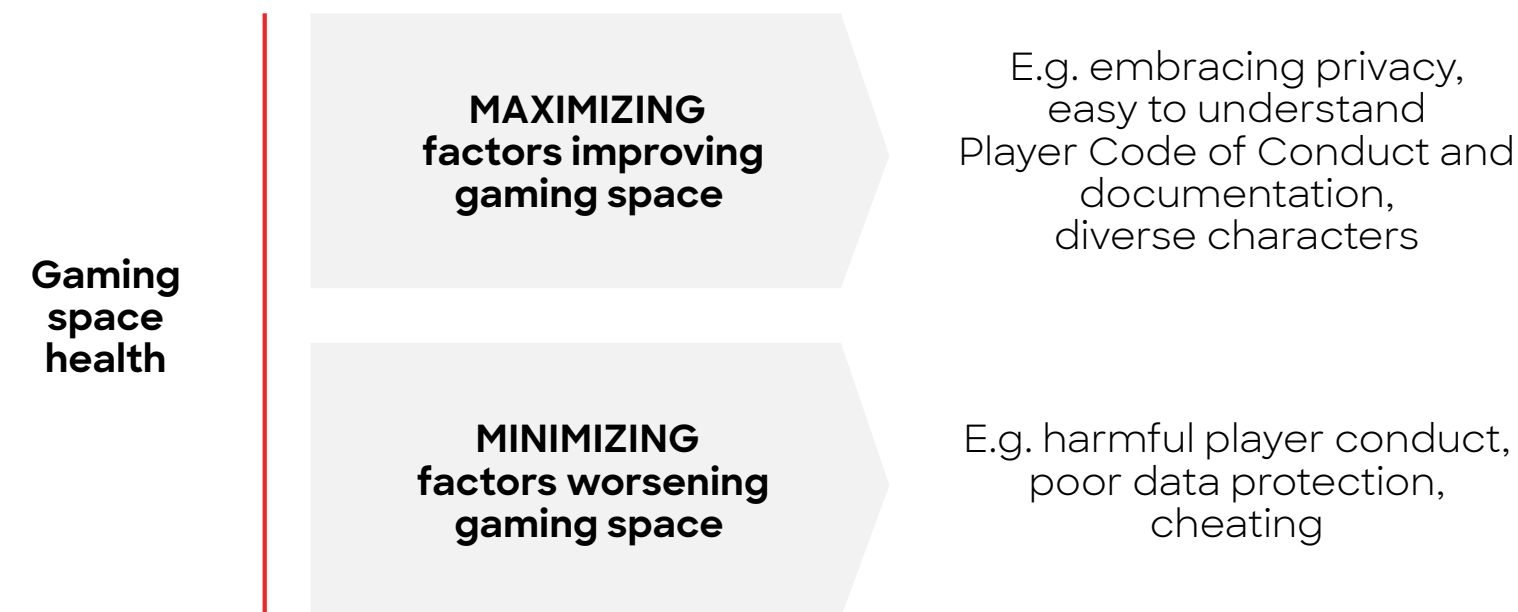 Gaming
space
health
MAXIMIZING
factors improving
gaming space
E.g. embracing privacy,
easy to understand
Player Code of Conduct and
documentation,
diverse characters
MINIMIZING
factors worsening
gaming space
E.g. harmful player conduct,
poor data protection,
cheating